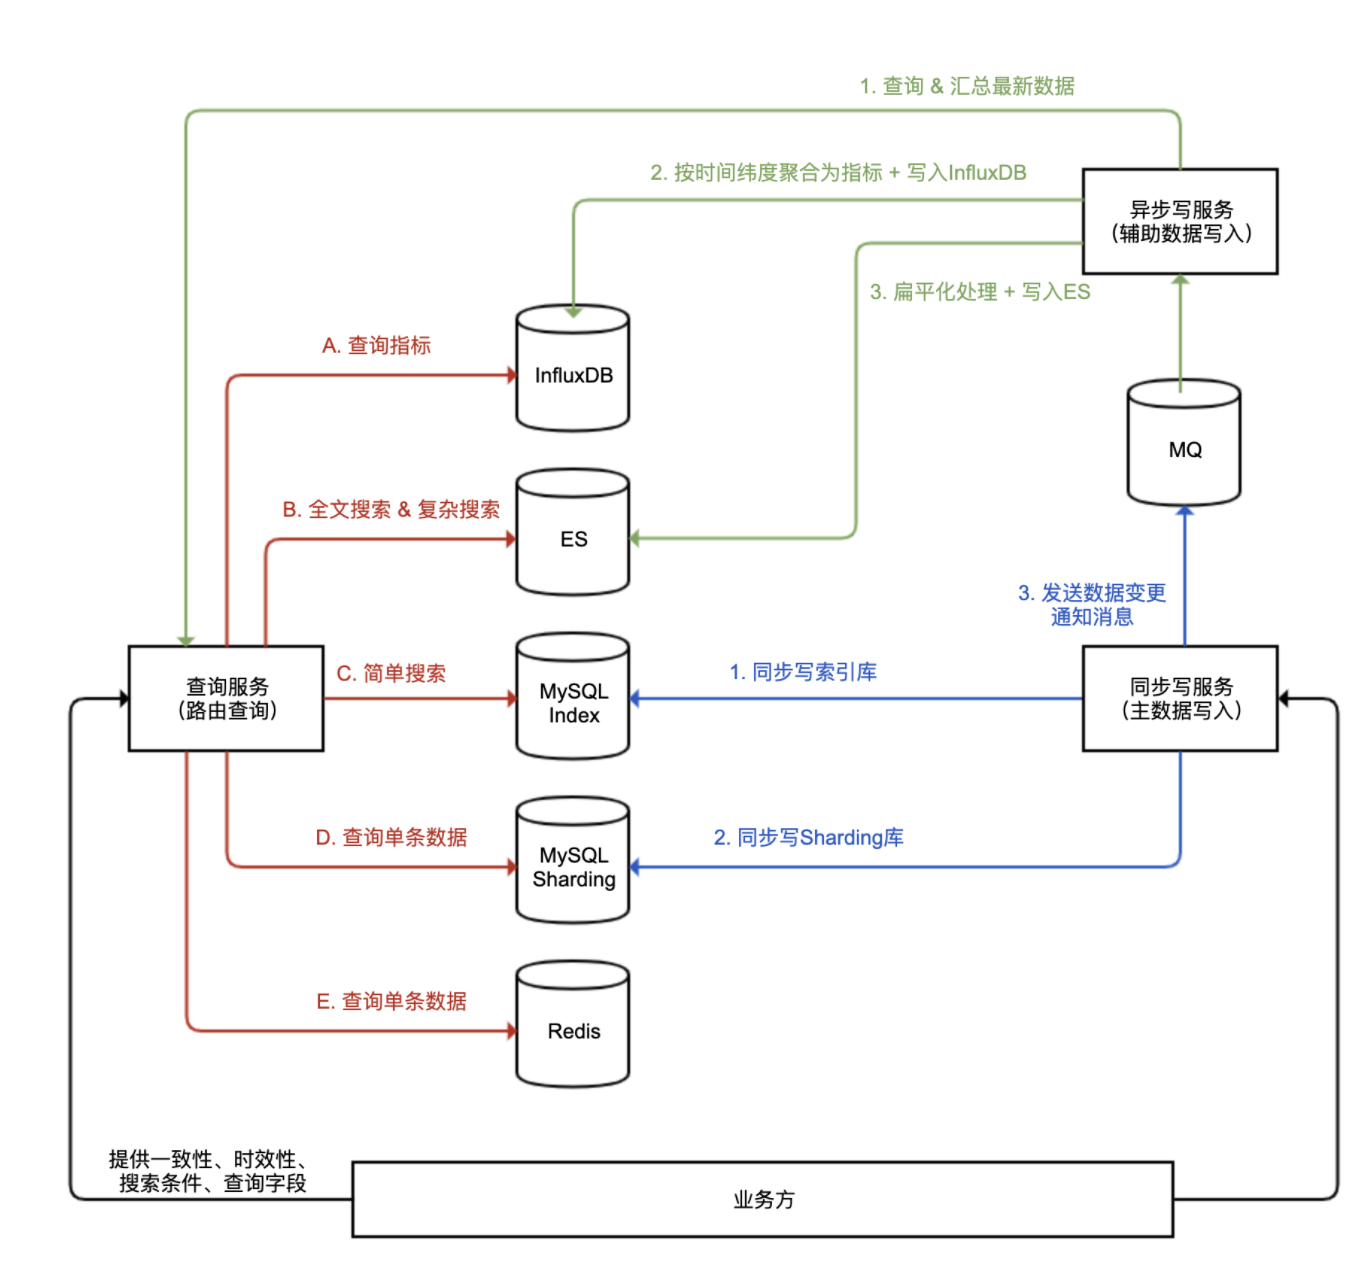 1. 查询 & 汇总最新数据
2. 按时间纬度聚合为指标 + 写入InfluxDB
异步写服务
（辅助数据写入）
3. 扁平化处理 + 写入ES
A. 查询指标
InfluxDB
MQ
B. 全文搜索 & 复杂搜索
ES
3. 发送数据变更
通知消息
查询服务
（路由查询）
C. 简单搜索
MySQL
Index
1. 同步写索引库
同步写服务
（主数据写入）
D. 查询单条数据
MySQL
Sharding
2. 同步写Sharding库
E. 查询单条数据
Redis
提供一致性、时效性、
搜索条件、查询字段
业务方